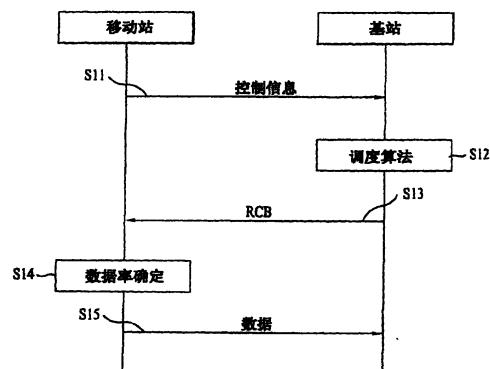 移动站
基站
S11
控制信息
调度算法
S12
S13
RCB
S14
数据率确定
S15
数据